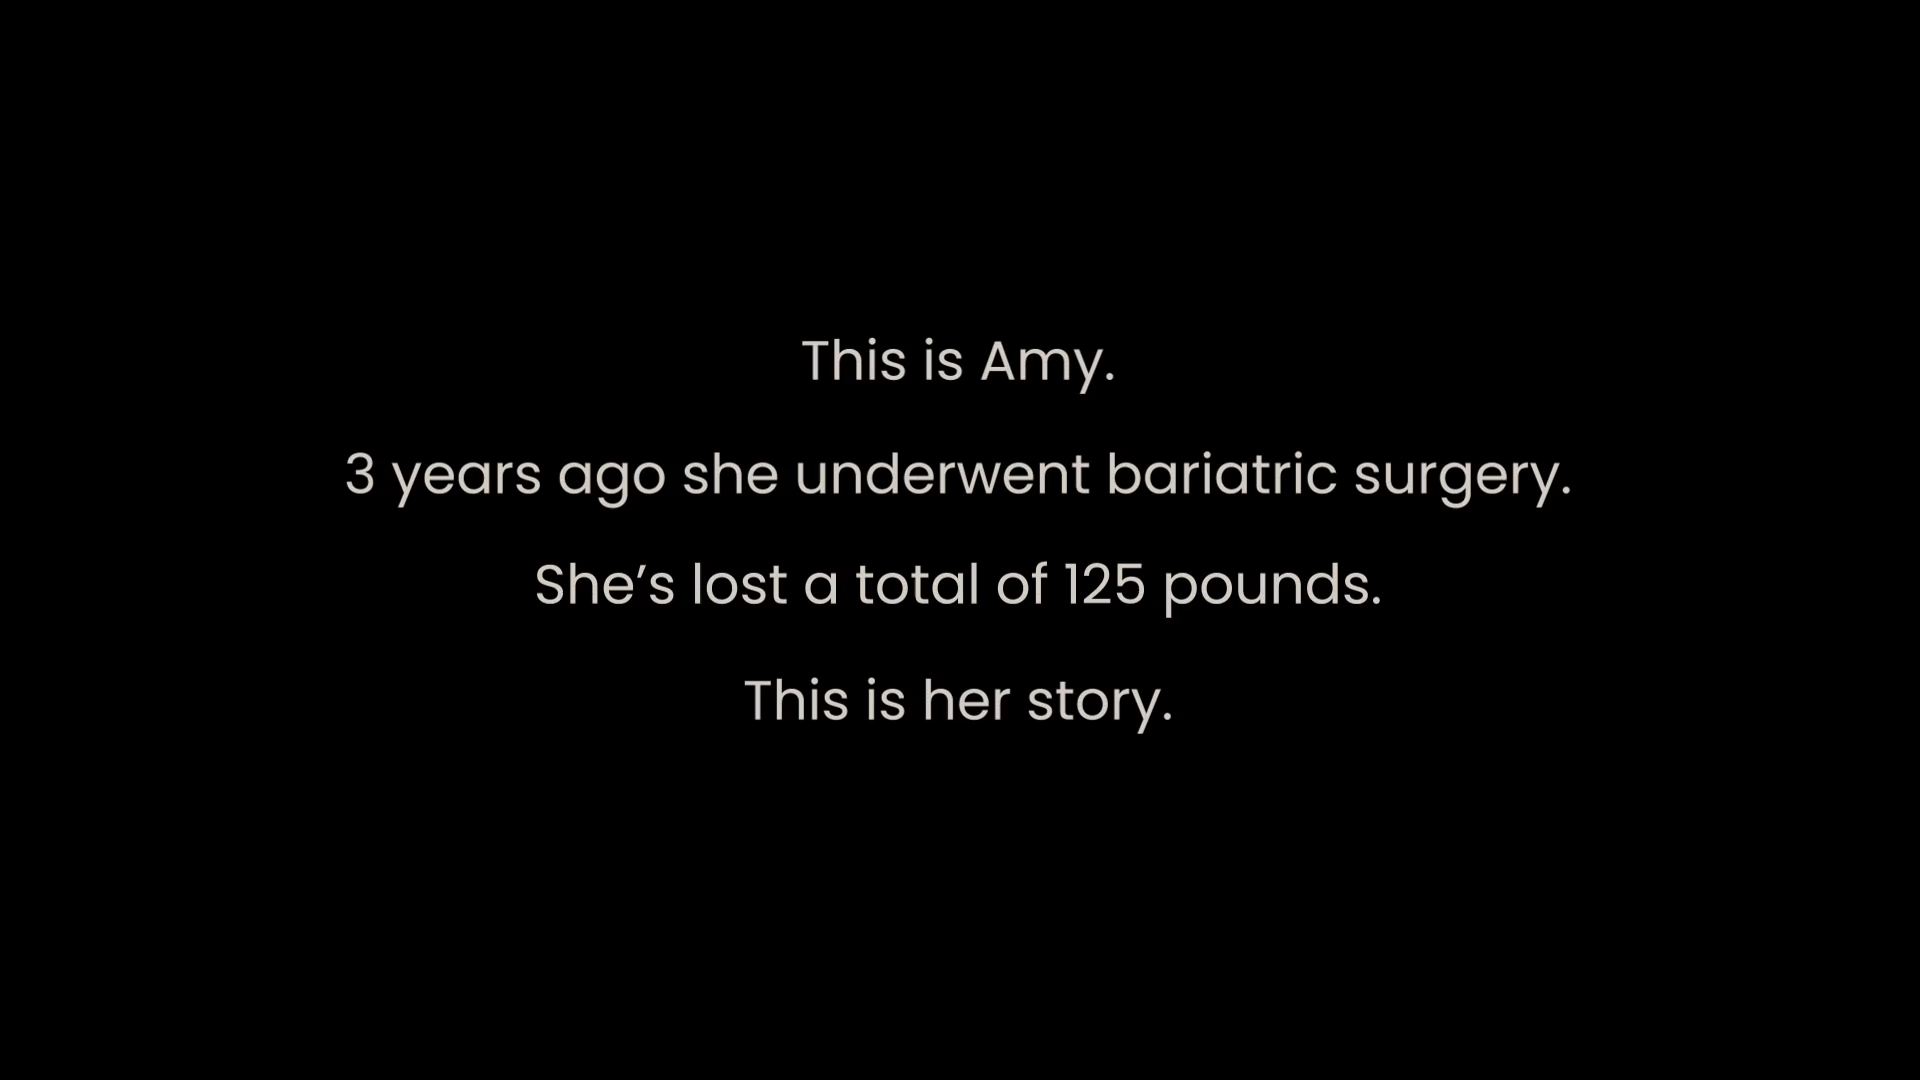 This is Amy.
3 years ago she underwent bariatric surgery.
She’s lost a total of 125 pounds.
This is her story.